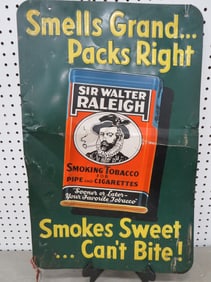 Smells Grand...
Packs Right
SIR WALTER
RALEIGH
SMOKING TOBACCO
FOR
PIPE AND CIGARETTES
"Sooner or Later-
Your Favorite Tobacco"
Smokes Sweet
... Can't Bite!